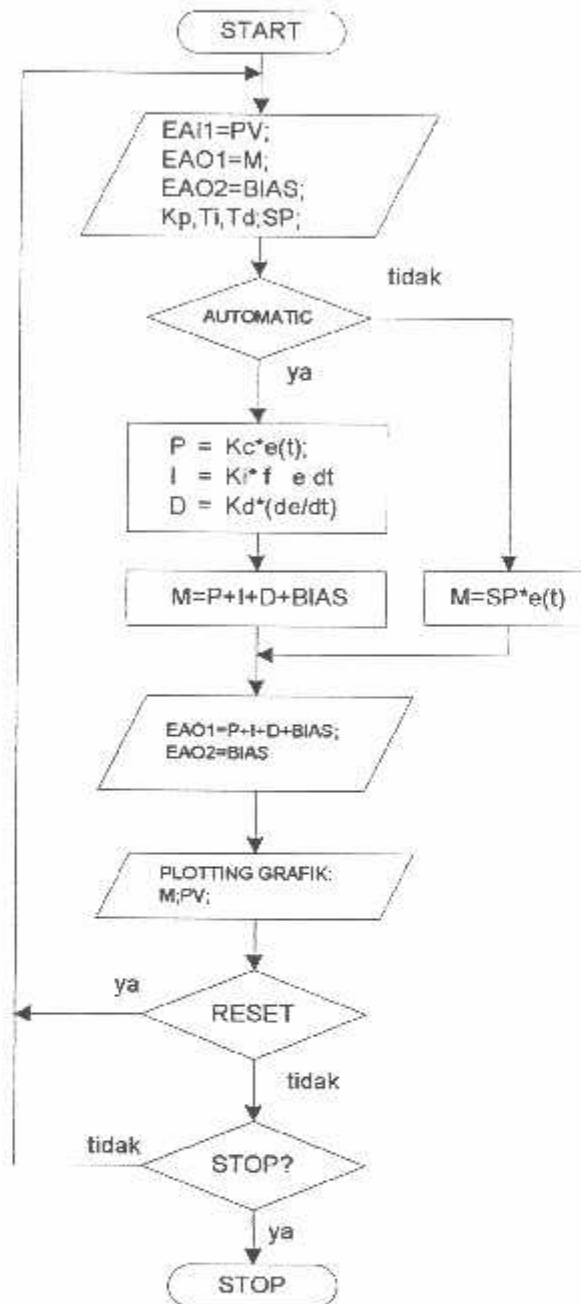 START
EAI1=PV;
EAO1=M;
EAO2=BIAS;
Kp,Ti,Td;SP;
tidak
AUTOMATIC
ya
P = Kc*e(t);
I = Ki* f e dt
D = Kd*(de/dt)
M=P+I+D+BIAS
M=SP*e(t)
EAO1=P+I+D+BIAS;
EAO2=BIAS
PLOTTING GRAFIK:
M;PV;
ya
RESET
tidak
tidak
STOP?
ya
STOP